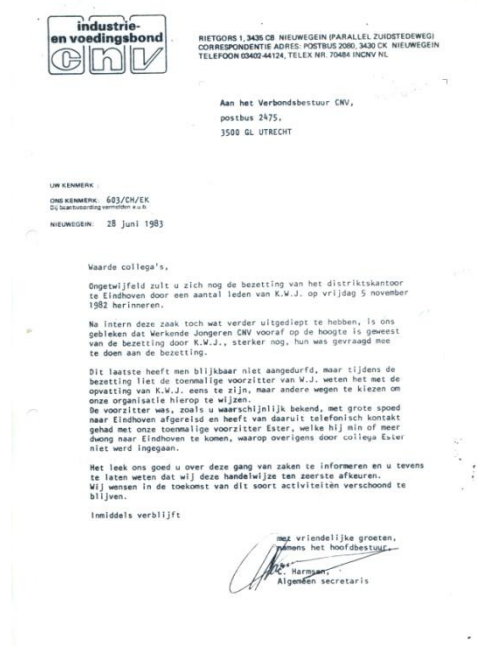 industrie-
en voedingsbond
cnv
RIETGORS 1, 3435 CB NIEUWEGEIN (PARALLEL ZUIDSTEDEWEG)
CORRESPONDENTIE ADRES: POSTBUS 2080, 3430 CK NIEUWEGEIN
TELEFOON 03402-44124, TELEX NR. 70484 INCNV NL
Aan het Verbondsbestuur CNV,
postbus 2475,
3500 GL UTRECHT
UW KENMERK :
ONS KENMERK: 603/CH/EK
Bij beantwoording vermelden a.u.b.
NIEUWEGEIN: 28 juni 1983
Waarde collega's,
Ongetwijfeld zult u zich nog de bezetting van het distriktskantoor
te Eindhoven door een aantal leden van K.W.J. op vrijdag 5 november
1982 herinneren.
Na intern deze zaak toch wat verder uitgediept te hebben, is ons
gebleken dat Werkende Jongeren CNV vooraf op de hoogte is geweest
van de bezetting door K.W.J., sterker nog, hun was gevraagd mee
te doen aan de bezetting.
Dit laatste heeft men blijkbaar niet aangedurfd, maar tijdens de
bezetting liet de toenmalige voorzitter van W.J. weten het met de
opvatting van K.W.J. eens te zijn, maar andere wegen te kiezen om
onze organisatie hierop te wijzen.
De voorzitter was, zoals u waarschijnlijk bekend, met grote spoed
naar Eindhoven afgereisd en heeft van daaruit telefonisch kontakt
gehad met onze toenmalige voorzitter Ester, welke hij min of meer
dwong naar Eindhoven te komen, waarop overigens door collega Ester
niet werd ingegaan.
Het leek ons goed u over deze gang van zaken te informeren en u tevens
te laten weten dat wij deze handelwijze ten zeerste afkeuren.
Wij wensen in de toekomst van dit soort activiteiten verschoond te
blijven.
Inmiddels verblijft
met vriendelijke groeten,
namens het hoofdbestuur,
C. Harmsen,
Algemeen secretaris